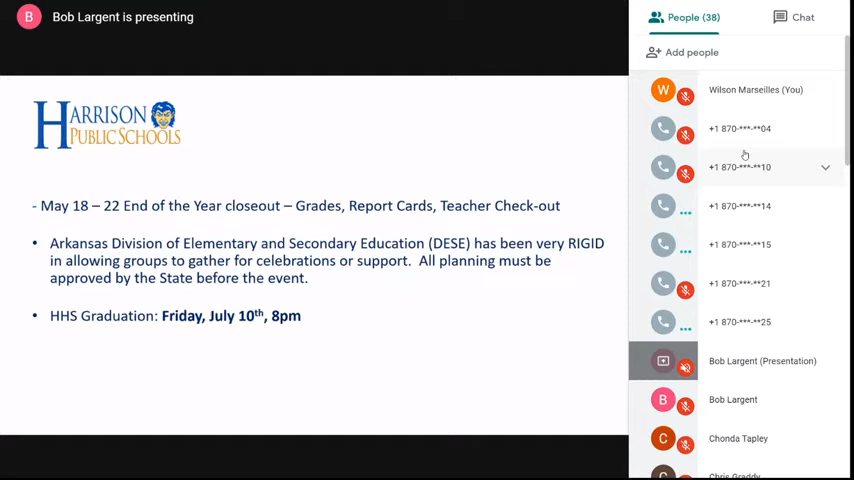 B Bob Largent is presenting
People (38)
Chat
Add people
HARRISON
PUBLIC SCHOOLS
- May 18 – 22 End of the Year closeout – Grades, Report Cards, Teacher Check-out
• Arkansas Division of Elementary and Secondary Education (DESE) has been very RIGID
in allowing groups to gather for celebrations or support. All planning must be
approved by the State before the event.
• HHS Graduation: Friday, July 10th, 8pm
W Wilson Marseilles (You)
+1 870-***-**04
+1 870-***-**10
+1 870-***-**14
+1 870-***-**15
+1 870-***-**21
+1 870-***-**25
Bob Largent (Presentation)
B Bob Largent
C Chonda Tapley
C Chris Graddy